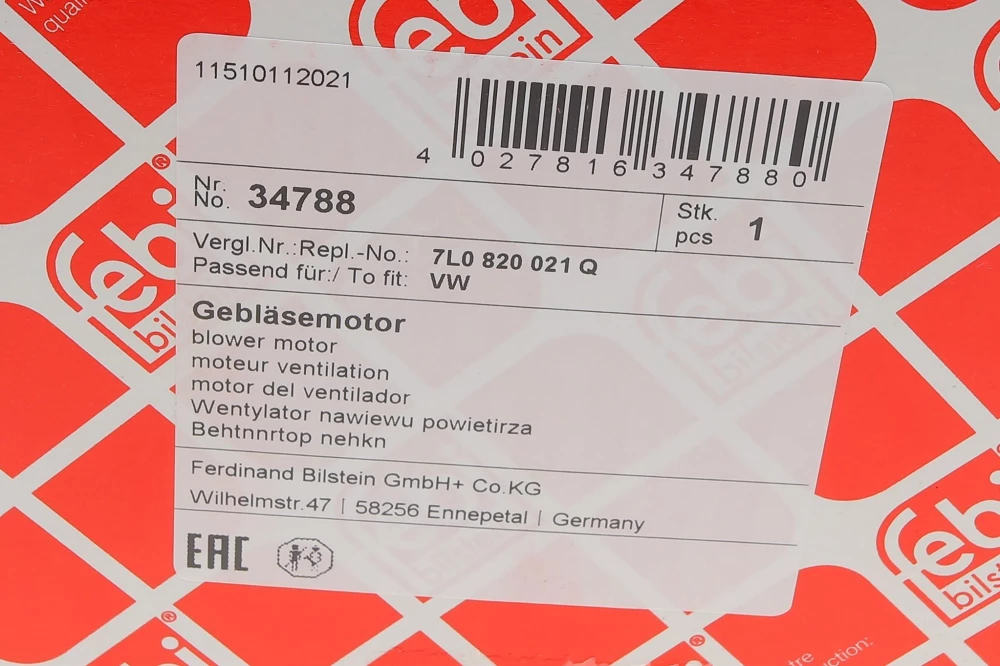 11510112021
4 027816 347880
Nr.
No. 34788
Stk.
pcs 1
Vergl.Nr.:Repl.-No.: 7L0 820 021 Q
Passend für:/ To fit: VW
Gebläsemotor
blower motor
moteur ventilation
motor del ventilador
Wentylator nawiewu powietirza
Behtnnrtop nehkn
Ferdinand Bilstein GmbH+ Co.KG
Wilhelmstr.47 | 58256 Ennepetal | Germany
EAC
febi
bilstein